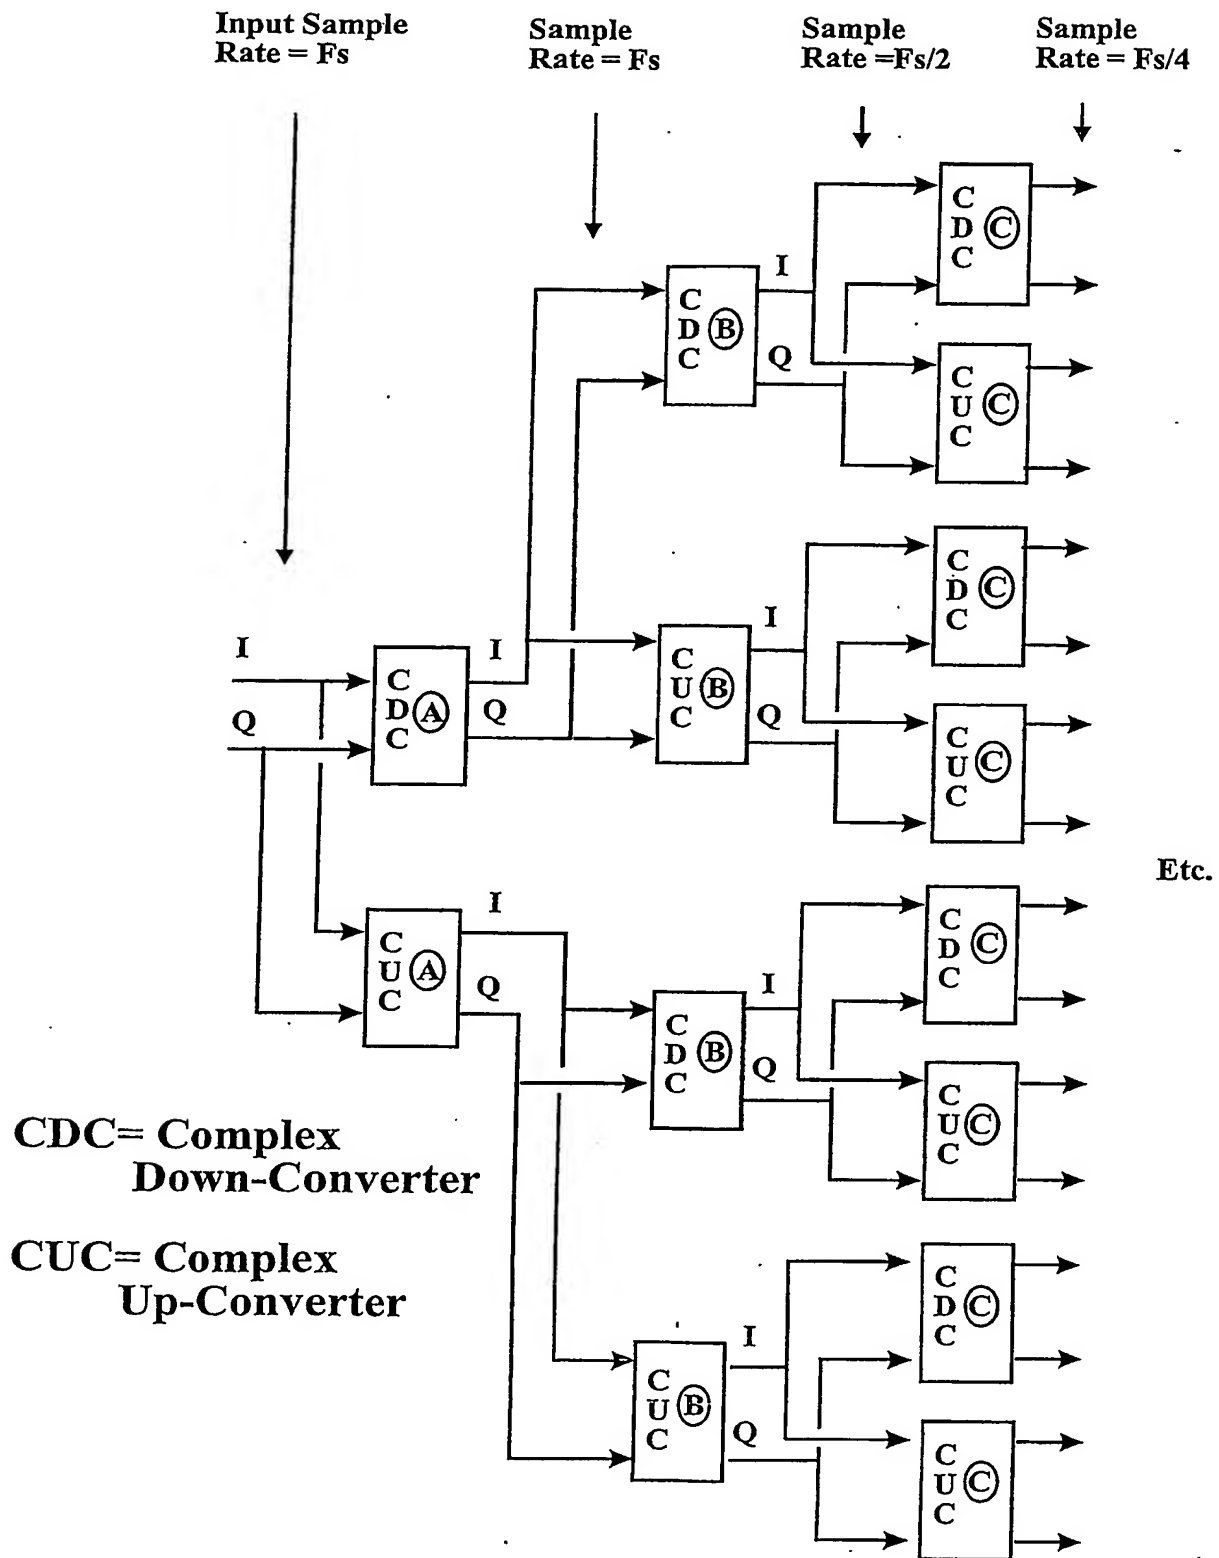 Input Sample
Rate = Fs
Sample
Rate = Fs
Sample
Rate =Fs/2
Sample
Rate = Fs/4
C
D
C
C
I
C
D
C
B
Q
C
U
C
C
C
D
C
C
I
C
U
C
B
Q
C
U
C
C
I
Q
C
D
C
A
I
Q
Etc.
C
U
C
A
I
Q
C
D
C
C
I
C
D
C
B
Q
C
U
C
C
CDC= Complex
Down-Converter
CUC= Complex
Up-Converter
C
D
C
C
I
C
U
C
B
Q
C
U
C
C